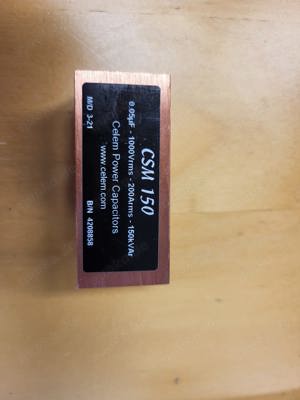 CSM 150
0.05µF - 1000Vrms - 200Arms - 150kVAr
Celem Power Capacitors
www.celem.com
M/D 3-21
B/N 4208858